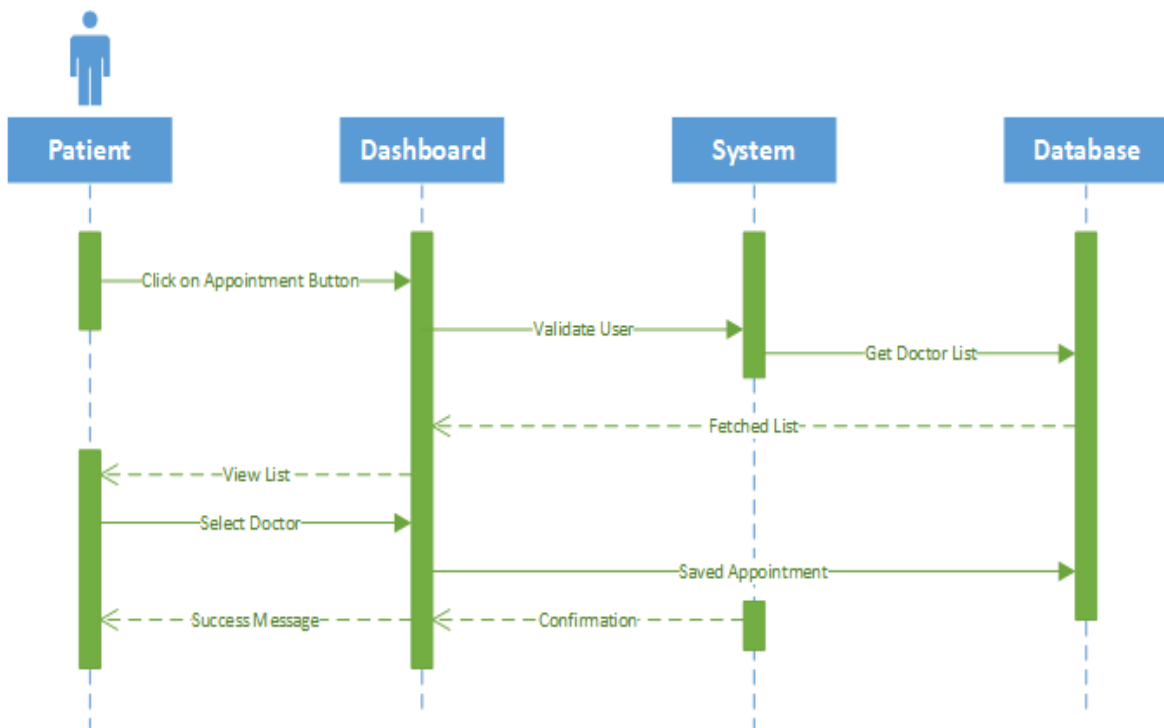 Patient
Dashboard
System
Database
Click on Appointment Button
Validate User
Get Doctor List
Fetched List
View List
Select Doctor
Saved Appointment
Success Message
Confirmation